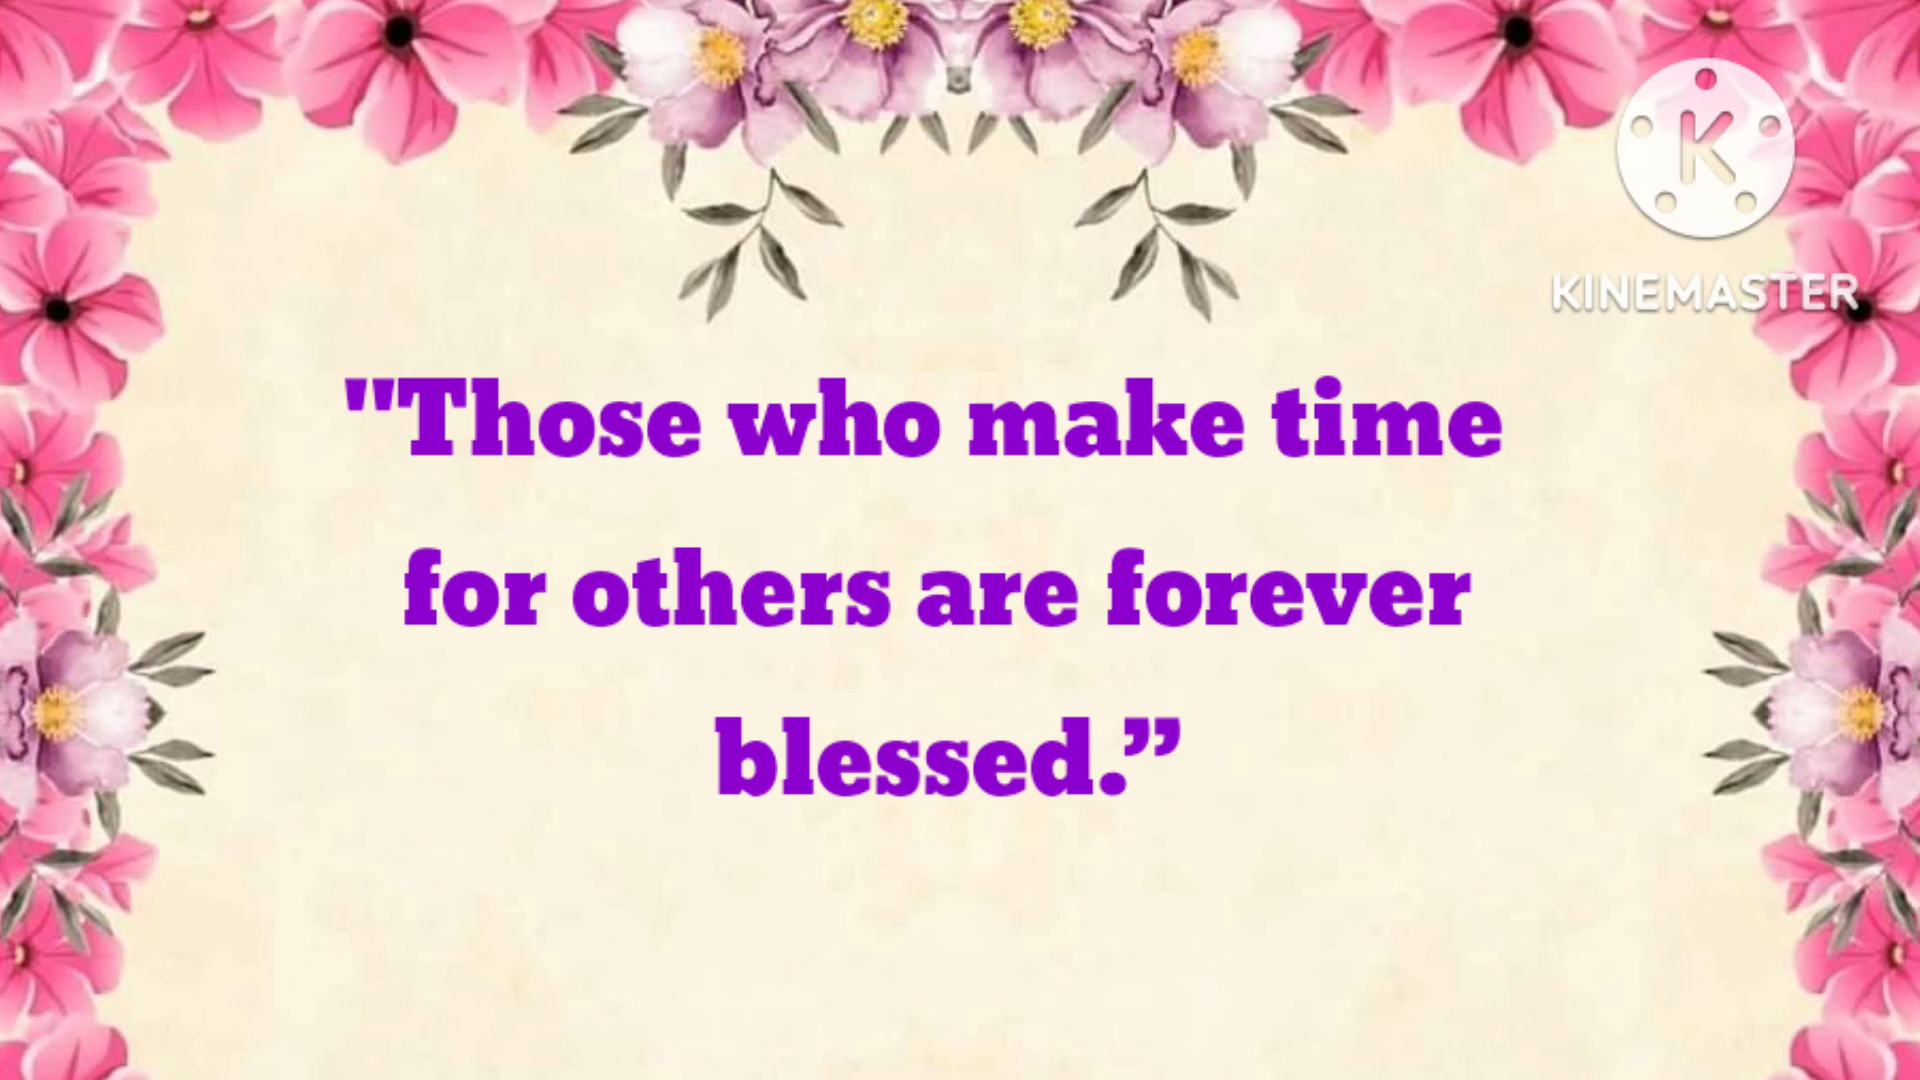 K
KINEMASTER
"Those who make time
for others are forever
blessed.”